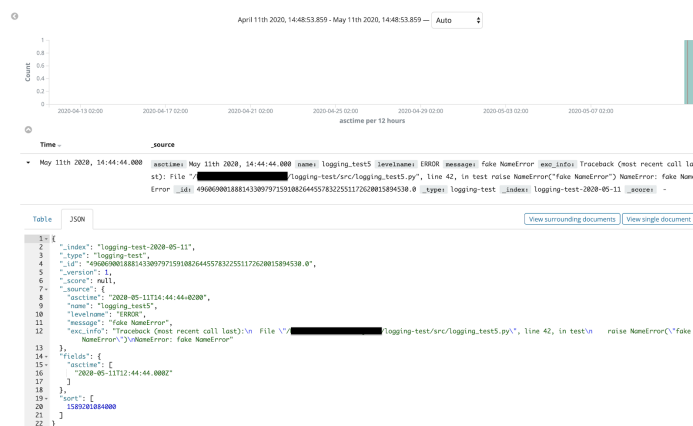 April 11th 2020, 14:48:53.859 - May 11th 2020, 14:48:53.859 — Auto
1
0.8
0.6
0.4
0.2
0
Count
2020-04-13 02:00 2020-04-17 02:00 2020-04-21 02:00 2020-04-25 02:00 2020-04-29 02:00 2020-05-03 02:00 2020-05-07 02:00
asctime per 12 hours
Time _source
May 11th 2020, 14:44:44.000 asctime: May 11th 2020, 14:44:44.000 name: logging_test5 levelname: ERROR message: fake NameError exc_info: Traceback (most recent call la
st): File "/ /logging-test/src/logging_test5.py", line 42, in test raise NameError("fake NameError") NameError: fake Name
Error _id: 49606900188814330979715910826445578322551172620015894530.0 _type: logging-test _index: logging-test-2020-05-11 _score: -
Table JSON View surrounding documents View single document
1 {
2 "_index": "logging-test-2020-05-11",
3 "_type": "logging-test",
4 "_id": "49606900188814330979715910826445578322551172620015894530.0",
5 "_version": 1,
6 "_score": null,
7 "_source": {
8 "asctime": "2020-05-11T14:44:44+0200",
9 "name": "logging_test5",
10 "levelname": "ERROR",
11 "message": "fake NameError",
12 "exc_info": "Traceback (most recent call last):\n File \"/ /logging-test/src/logging_test5.py\", line 42, in test\n raise NameError(\"fake
NameError\")\nNameError: fake NameError"
13 },
14 "fields": {
15 "asctime": [
16 "2020-05-11T12:44:44.000Z"
17 ]
18 },
19 "sort": [
20 1589201084000
21 ]
22 }